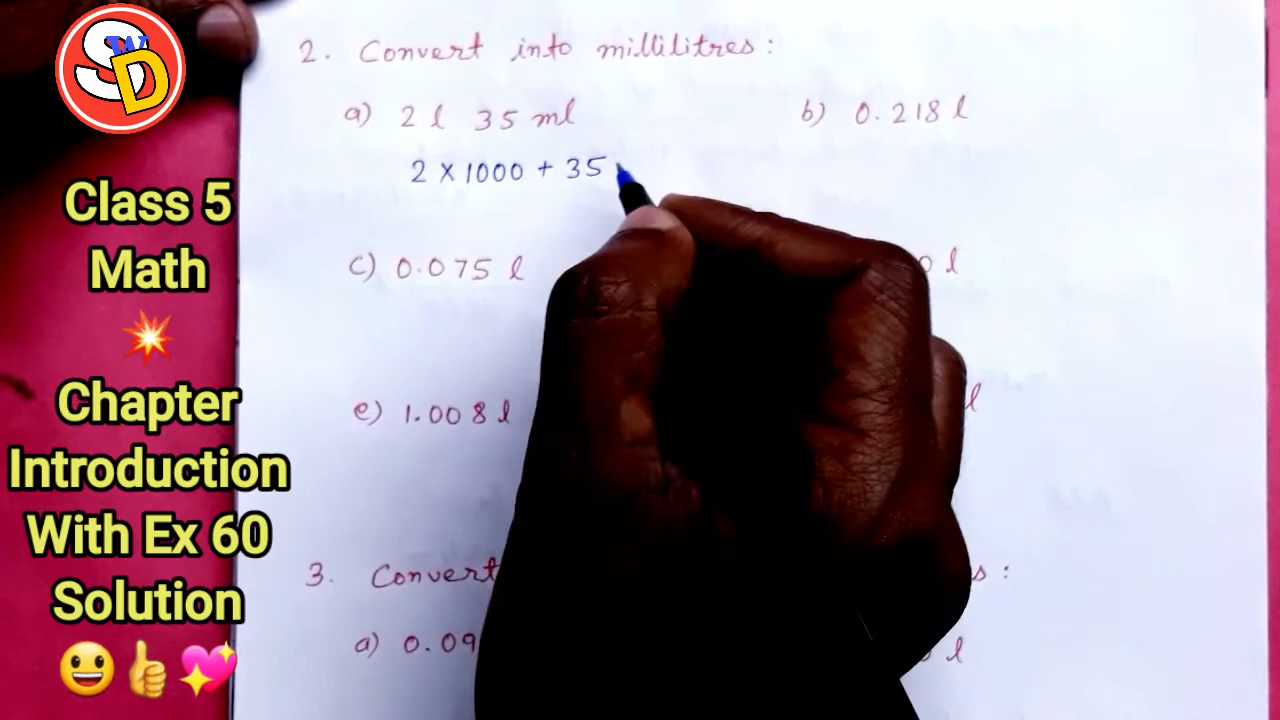 SWD
Class 5
Math
Chapter
Introduction
With Ex 60
Solution
2. Convert into millilitres:
a) 2 l 35 ml
b) 0.218 l
2 × 1000 + 35
c) 0.075 l
l
e) 1.008 l
l
3. Convert
:
a) 0.09
l